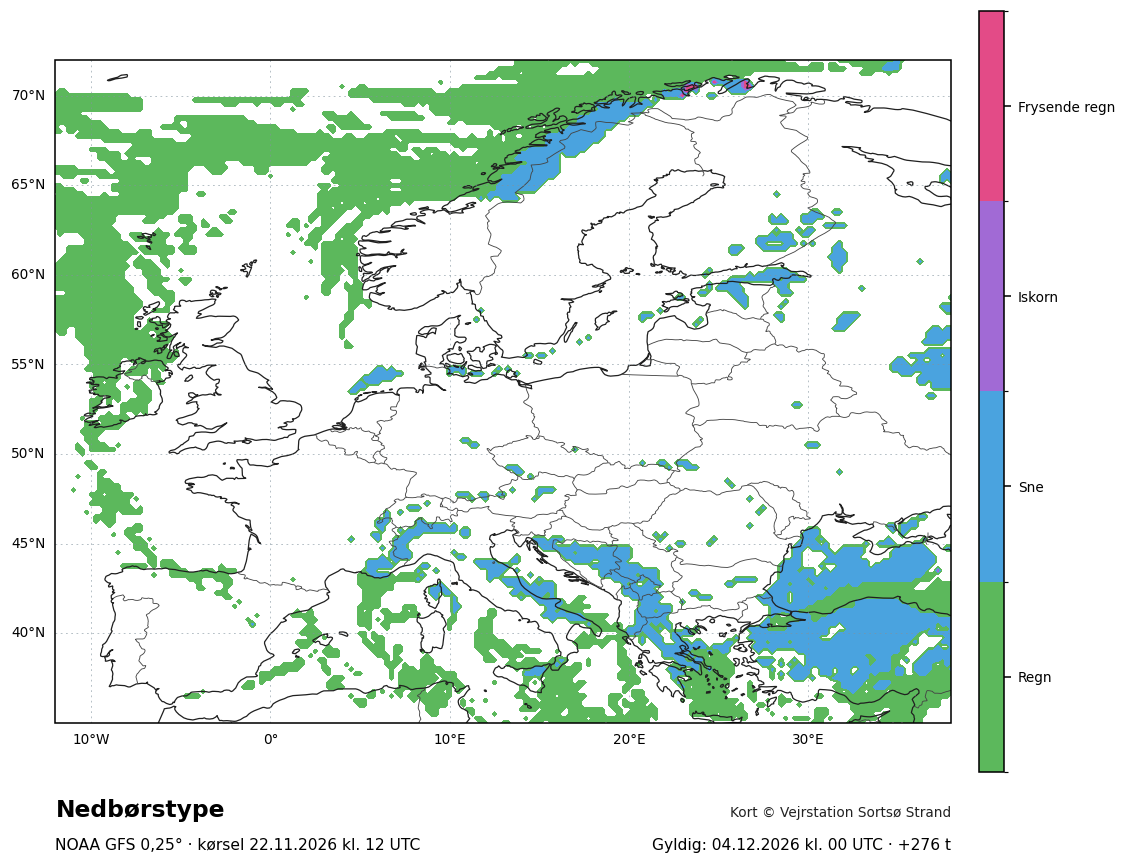 70°N
65°N
60°N
55°N
50°N
45°N
40°N
10°W
0°
10°E
20°E
30°E
Frysende regn
Iskorn
Sne
Regn
Nedbørstype
Kort © Vejrstation Sortsø Strand
NOAA GFS 0,25° · kørsel 22.11.2026 kl. 12 UTC
Gyldig: 04.12.2026 kl. 00 UTC · +276 t